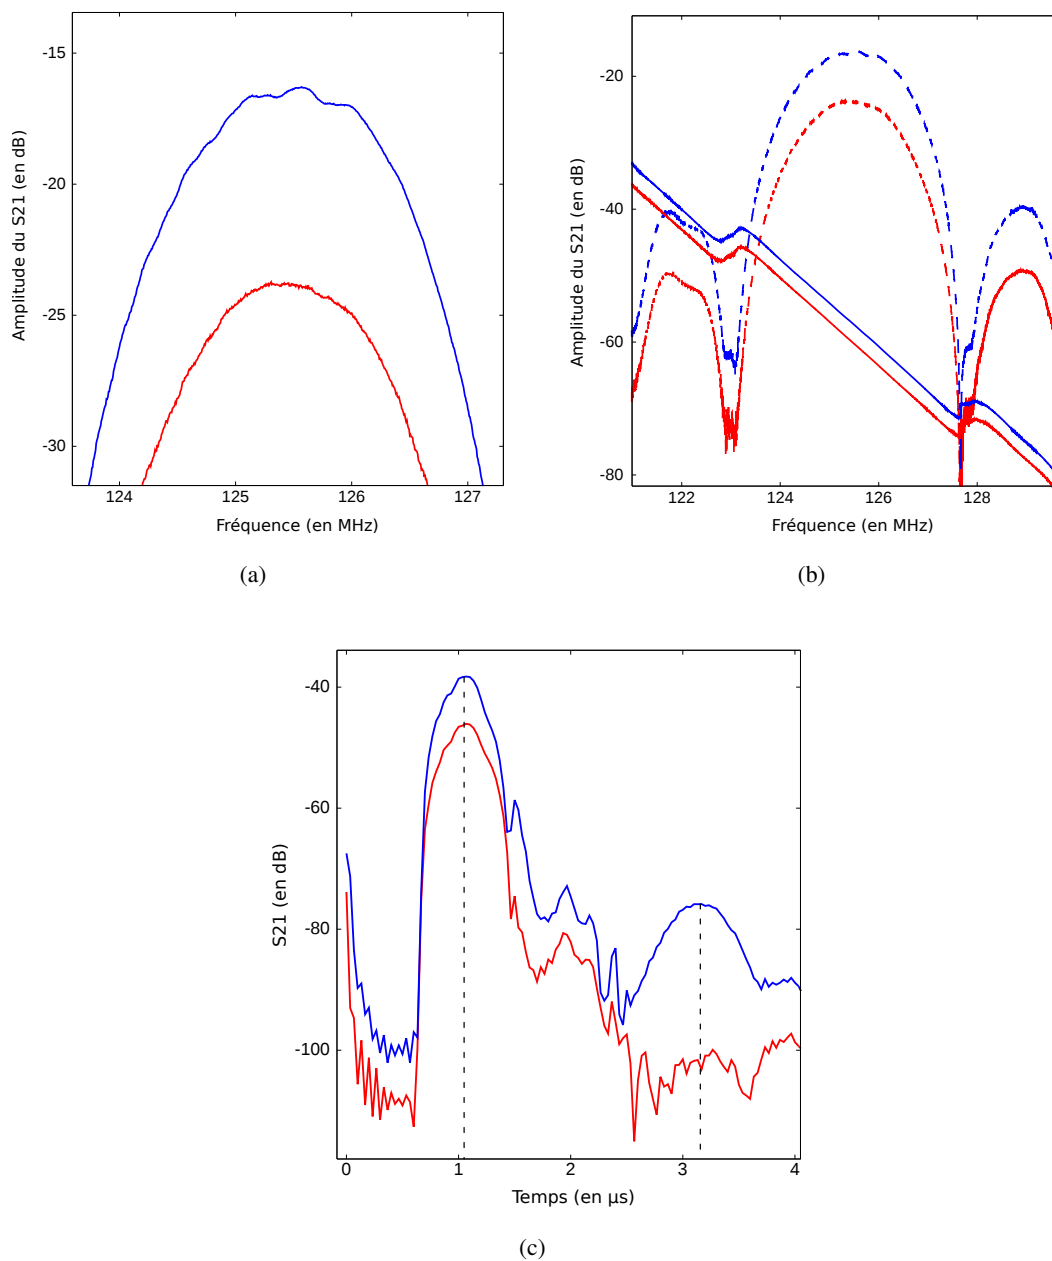 Amplitude du S21 (en dB)
-15
-20
-25
-30
124 125 126 127
Fréquence (en MHz)
(a)
Amplitude du S21 (en dB)
-20
-40
-60
-80
122 124 126 128
Fréquence (en MHz)
(b)
S21 (en dB)
-40
-60
-80
-100
0 1 2 3 4
Temps (en µs)
(c)